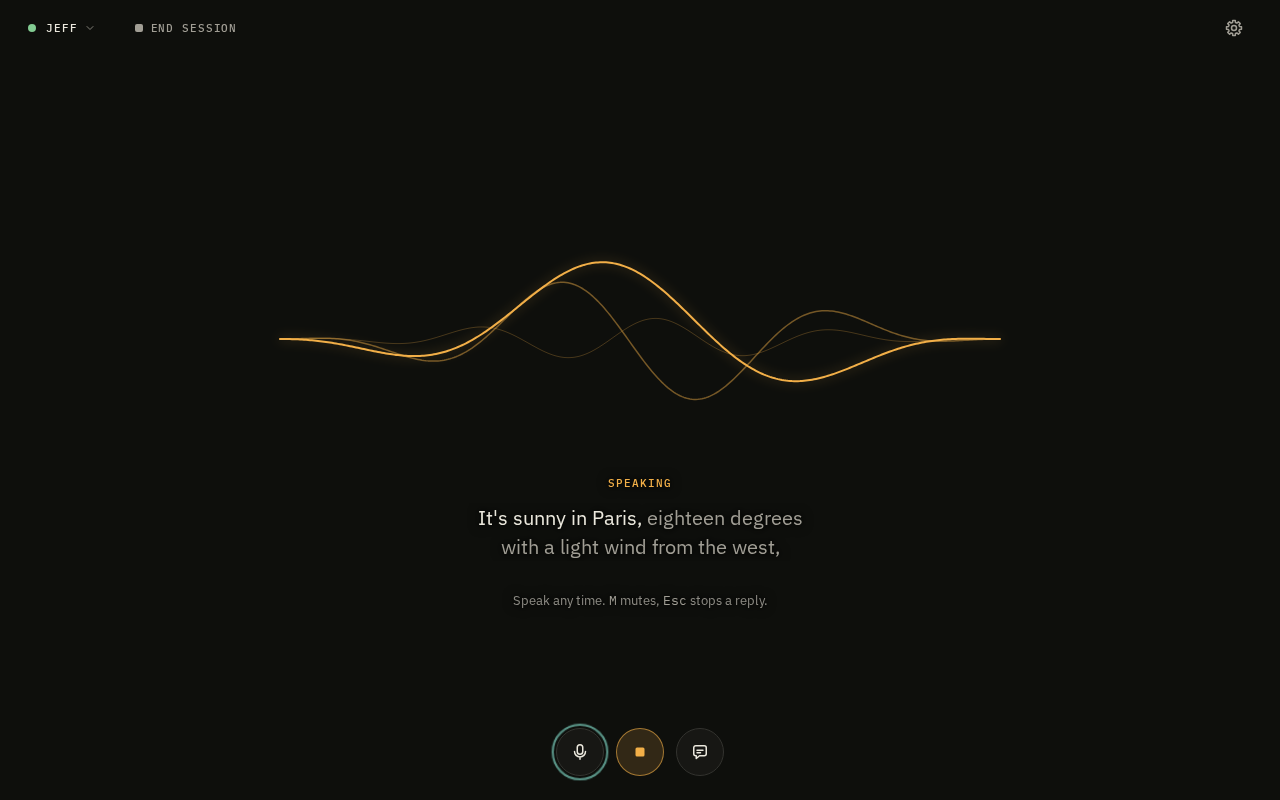 JEFF
END SESSION
SPEAKING
It's sunny in Paris, eighteen degrees
with a light wind from the west,
Speak any time. M mutes, Esc stops a reply.